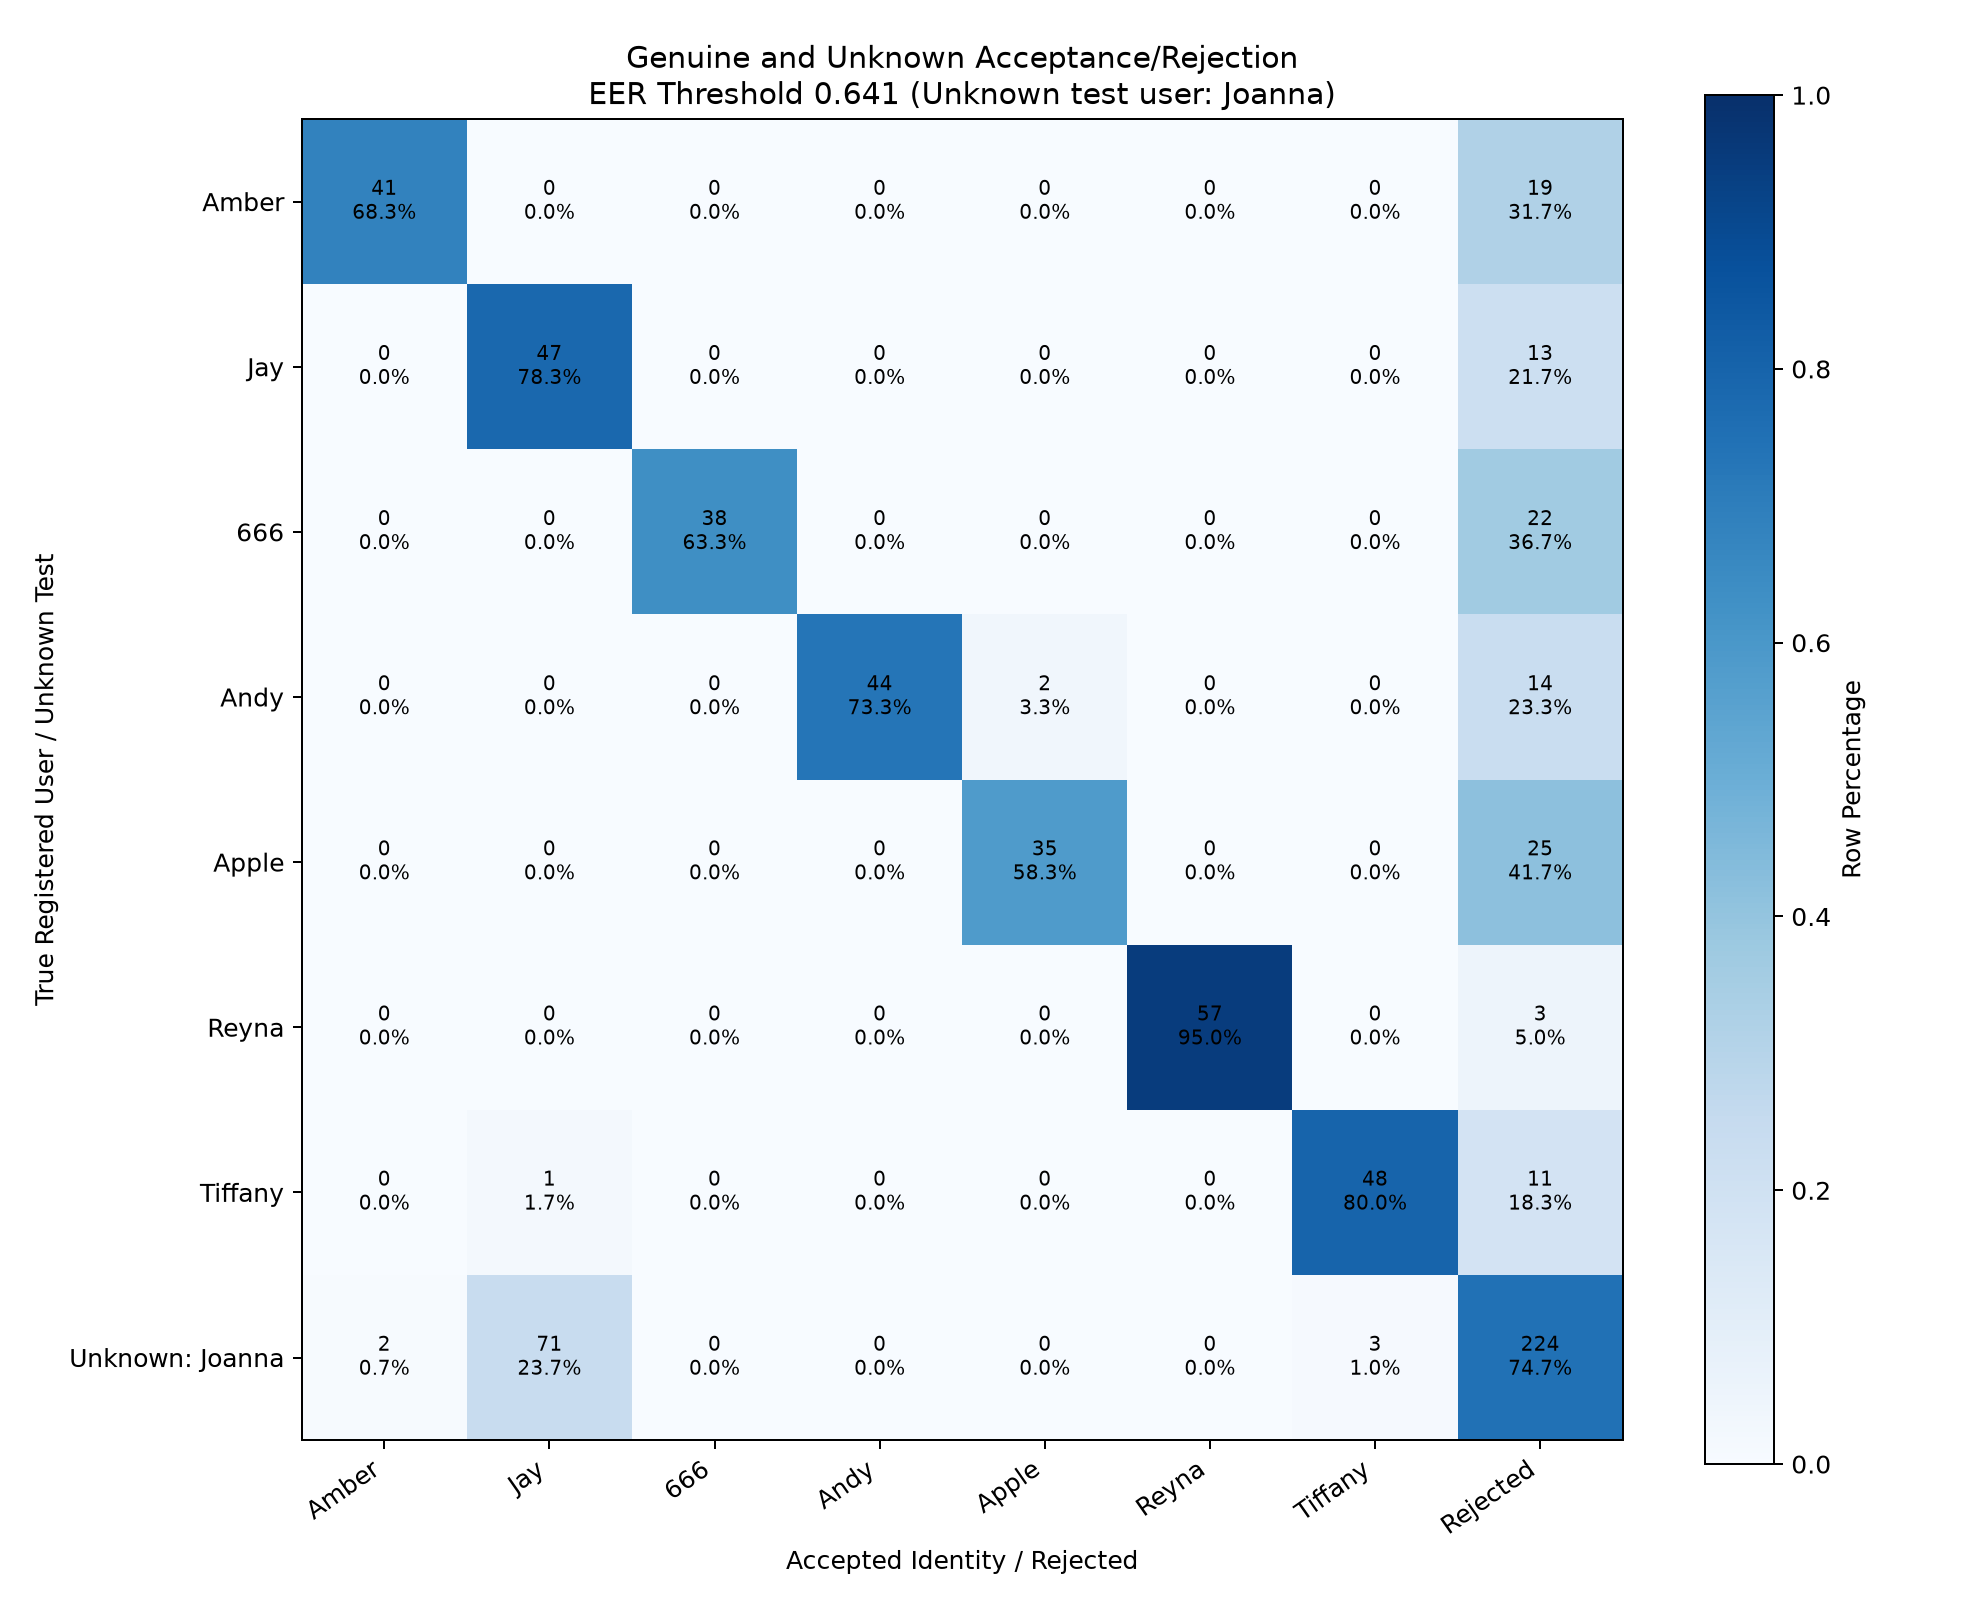 Genuine and Unknown Acceptance/Rejection
EER Threshold 0.641 (Unknown test user: Joanna)
True Registered User / Unknown Test
Amber
41 0 0 0 0 0 0 19
68.3% 0.0% 0.0% 0.0% 0.0% 0.0% 0.0% 31.7%
Jay
0 47 0 0 0 0 0 13
0.0% 78.3% 0.0% 0.0% 0.0% 0.0% 0.0% 21.7%
666
0 0 38 0 0 0 0 22
0.0% 0.0% 63.3% 0.0% 0.0% 0.0% 0.0% 36.7%
Andy
0 0 0 44 2 0 0 14
0.0% 0.0% 0.0% 73.3% 3.3% 0.0% 0.0% 23.3%
Apple
0 0 0 0 35 0 0 25
0.0% 0.0% 0.0% 0.0% 58.3% 0.0% 0.0% 41.7%
Reyna
0 0 0 0 0 57 0 3
0.0% 0.0% 0.0% 0.0% 0.0% 95.0% 0.0% 5.0%
Tiffany
0 1 0 0 0 0 48 11
0.0% 1.7% 0.0% 0.0% 0.0% 0.0% 80.0% 18.3%
Unknown: Joanna
2 71 0 0 0 0 3 224
0.7% 23.7% 0.0% 0.0% 0.0% 0.0% 1.0% 74.7%
Amber Jay 666 Andy Apple Reyna Tiffany Rejected
Accepted Identity / Rejected
1.0
0.8
0.6
0.4
0.2
0.0
Row Percentage